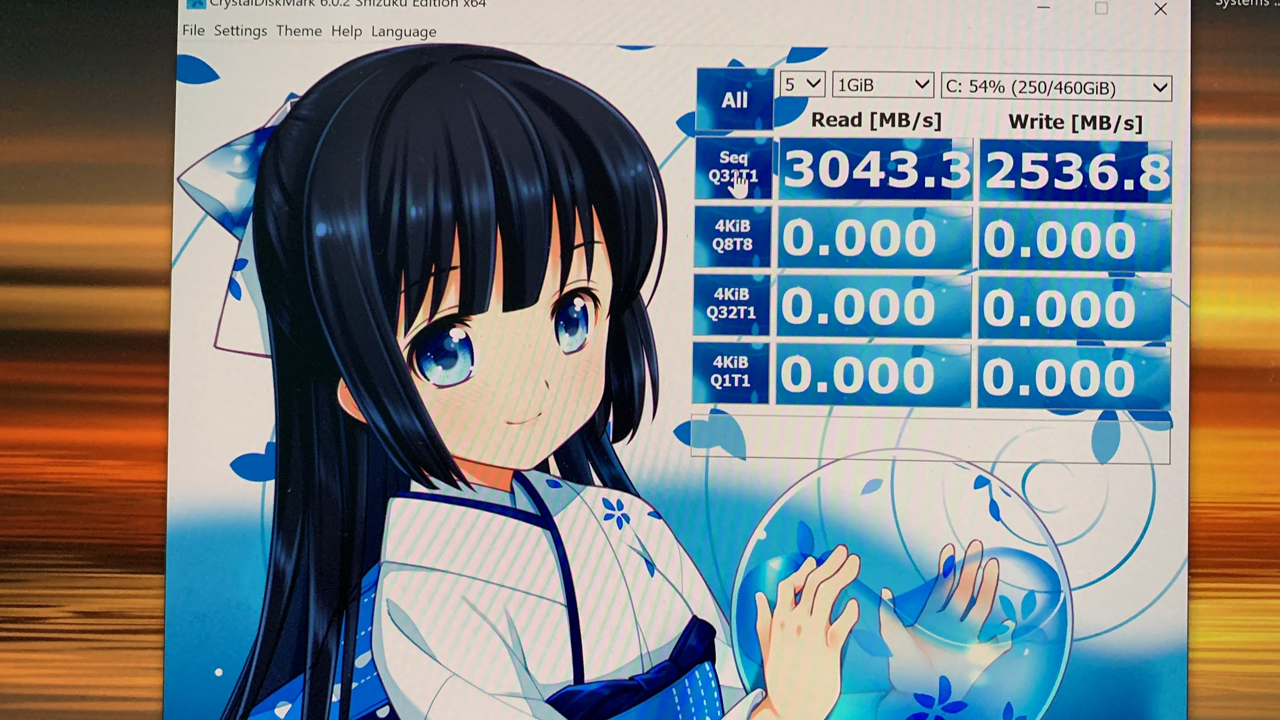 CrystalDiskMark 6.0.2 Shizuku Edition x64
Systems
File Settings Theme Help Language
All
5 1GiB C: 54% (250/460GiB)
Read [MB/s] Write [MB/s]
Seq
Q32T1
3043.3 2536.8
4KiB
Q8T8
0.000 0.000
4KiB
Q32T1
0.000 0.000
4KiB
Q1T1
0.000 0.000